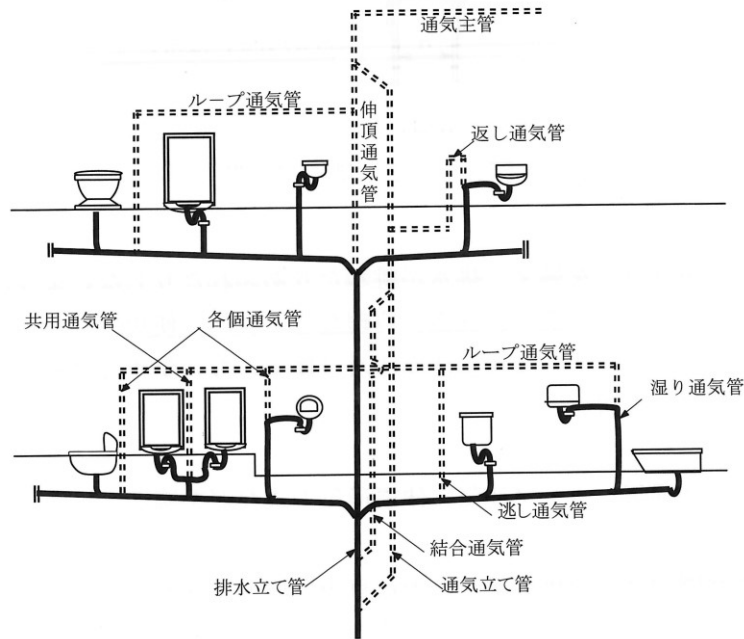 通気主管
ループ通気管
伸頂通気管
返し通気管
共用通気管
各個通気管
ループ通気管
湿り通気管
逃し通気管
結合通気管
排水立て管
通気立て管